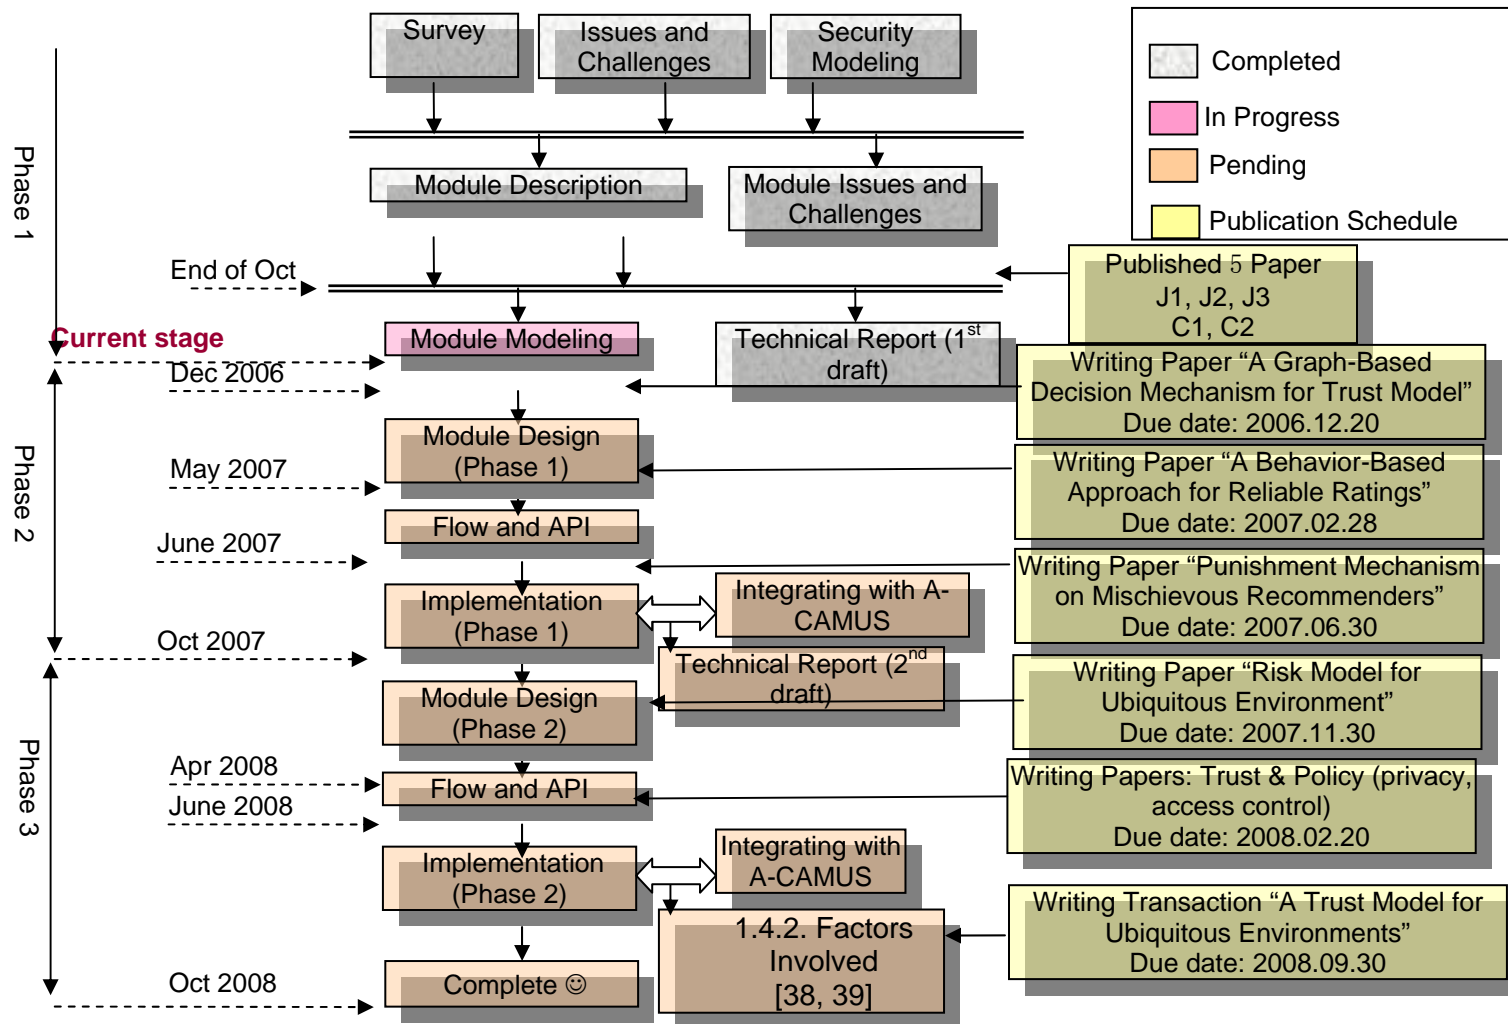 Survey
Issues and
Challenges
Security
Modeling
Completed
In Progress
Pending
Publication Schedule
Phase 1
Module Description
Module Issues and
Challenges
End of Oct
Published 5 Paper
J1, J2, J3
C1, C2
Current stage
Module Modeling
Technical Report (1st
draft)
Dec 2006
Writing Paper “A Graph-Based
Decision Mechanism for Trust Model”
Due date: 2006.12.20
Phase 2
Module Design
(Phase 1)
May 2007
Writing Paper “A Behavior-Based
Approach for Reliable Ratings”
Due date: 2007.02.28
Flow and API
June 2007
Writing Paper “Punishment Mechanism
on Mischievous Recommenders”
Due date: 2007.06.30
Implementation
(Phase 1)
Integrating with A-
CAMUS
Oct 2007
Technical Report (2nd
draft)
Writing Paper “Risk Model for
Ubiquitous Environment”
Due date: 2007.11.30
Phase 3
Module Design
(Phase 2)
Apr 2008
Flow and API
Writing Papers: Trust & Policy (privacy,
access control)
Due date: 2008.02.20
June 2008
Implementation
(Phase 2)
Integrating with
A-CAMUS
1.4.2. Factors
Involved
[38, 39]
Writing Transaction “A Trust Model for
Ubiquitous Environments”
Due date: 2008.09.30
Oct 2008
Complete ☺